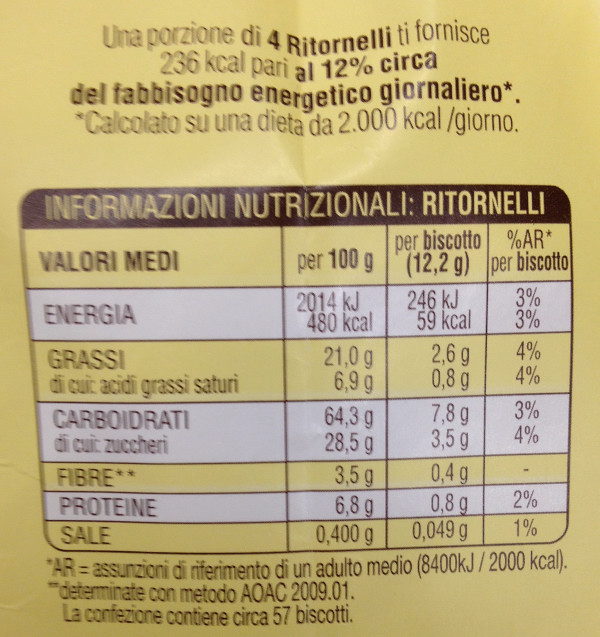 Una porzione di 4 Ritornelli ti fornisce
236 kcal pari al 12% circa
del fabbisogno energetico giornaliero*.
*Calcolato su una dieta da 2.000 kcal /giorno.
INFORMAZIONI NUTRIZIONALI: RITORNELLI
VALORI MEDI per 100 g per biscotto (12,2 g) %AR* per biscotto
ENERGIA 2014 kJ 246 kJ 3%
480 kcal 59 kcal 3%
GRASSI 21,0 g 2,6 g 4%
di cui: acidi grassi saturi 6,9 g 0,8 g 4%
CARBOIDRATI 64,3 g 7,8 g 3%
di cui: zuccheri 28,5 g 3,5 g 4%
FIBRE** 3,5 g 0,4 g -
PROTEINE 6,8 g 0,8 g 2%
SALE 0,400 g 0,049 g 1%
*AR = assunzioni di riferimento di un adulto medio (8400kJ / 2000 kcal).
**determinate con metodo AOAC 2009.01.
La confezione contiene circa 57 biscotti.